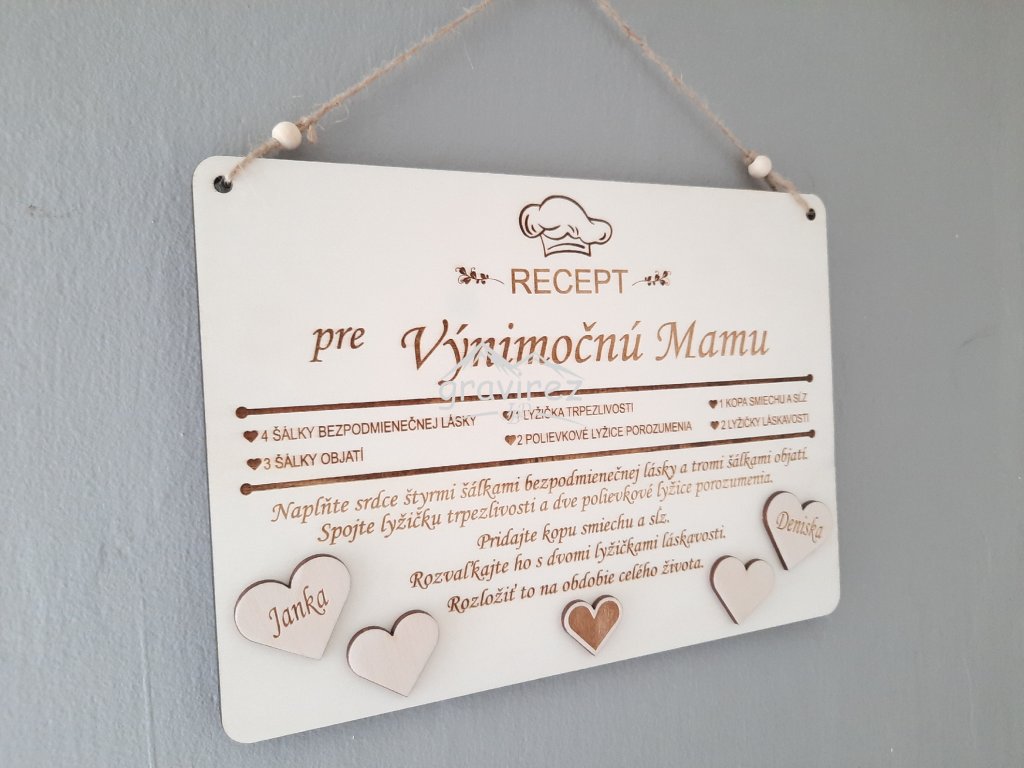 RECEPT
pre Výnimočnú Mamu
gravirez
4 ŠÁLKY BEZPODMIENEČNEJ LÁSKY
1 LYŽIČKA TRPEZLIVOSTI
1 KOPA SMIECHU A SĹZ
3 ŠÁLKY OBJATÍ
2 POLIEVKOVÉ LYŽICE POROZUMENIA
2 LYŽIČKY LÁSKAVOSTI
Naplňte srdce štyrmi šálkami bezpodmienečnej lásky a tromi šálkami objatí.
Spojte lyžičku trpezlivosti a dve polievkové lyžice porozumenia.
Pridajte kopu smiechu a sĺz.
Rozvaľkajte ho s dvomi lyžičkami láskavosti.
Rozložiť to na obdobie celého života.
Janka
Deniska